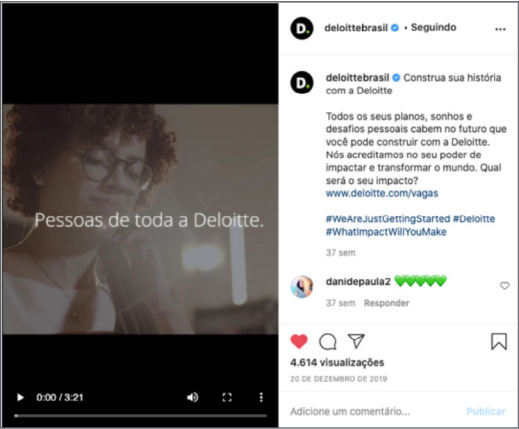 D.
deloittebrasil • Seguindo
Pessoas de toda a Deloitte.
0:00 / 3:21
D.
deloittebrasil Construa sua história
com a Deloitte
Todos os seus planos, sonhos e
desafios pessoais cabem no futuro que
você pode construir com a Deloitte.
Nós acreditamos no seu poder de
impactar e transformar o mundo. Qual
será o seu impacto?
www.deloitte.com/vagas
#WeAreJustGettingStarted #Deloitte
#WhatImpactWillYouMake
37 sem
danidepaula2 💚💚💚💚💚
37 sem Responder
4.614 visualizações
20 DE DEZEMBRO DE 2019
Adicione um comentário... Publicar